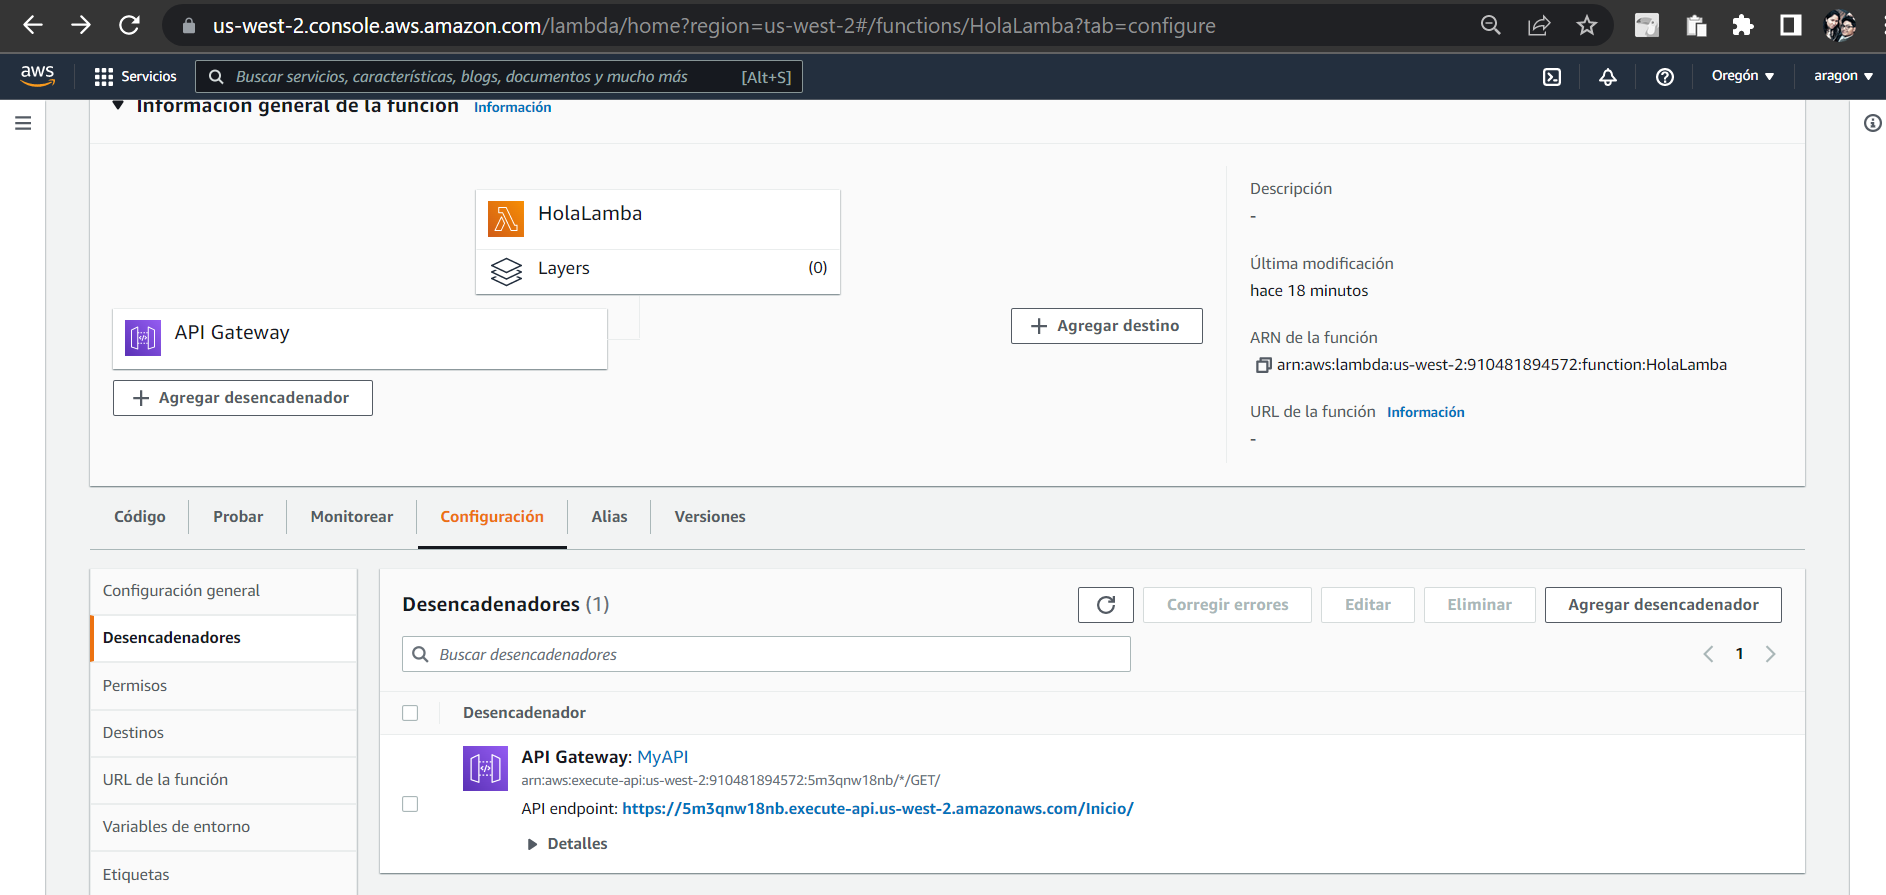 us-west-2.console.aws.amazon.com/lambda/home?region=us-west-2#/functions/HolaLamba?tab=configure
aws
Servicios
Buscar servicios, características, blogs, documentos y mucho más
[Alt+S]
Oregón
aragon
Información general de la función
Información
HolaLamba
Layers
(0)
API Gateway
Agregar desencadenador
Agregar destino
Descripción
-
Última modificación
hace 18 minutos
ARN de la función
arn:aws:lambda:us-west-2:910481894572:function:HolaLamba
URL de la función Información
-
Código
Probar
Monitorear
Configuración
Alias
Versiones
Configuración general
Desencadenadores
Permisos
Destinos
URL de la función
Variables de entorno
Etiquetas
Desencadenadores (1)
Corregir errores
Editar
Eliminar
Agregar desencadenador
Buscar desencadenadores
1
Desencadenador
API Gateway: MyAPI
arn:aws:execute-api:us-west-2:910481894572:5m3qnw18nb/*/GET/
API endpoint: https://5m3qnw18nb.execute-api.us-west-2.amazonaws.com/Inicio/
Detalles